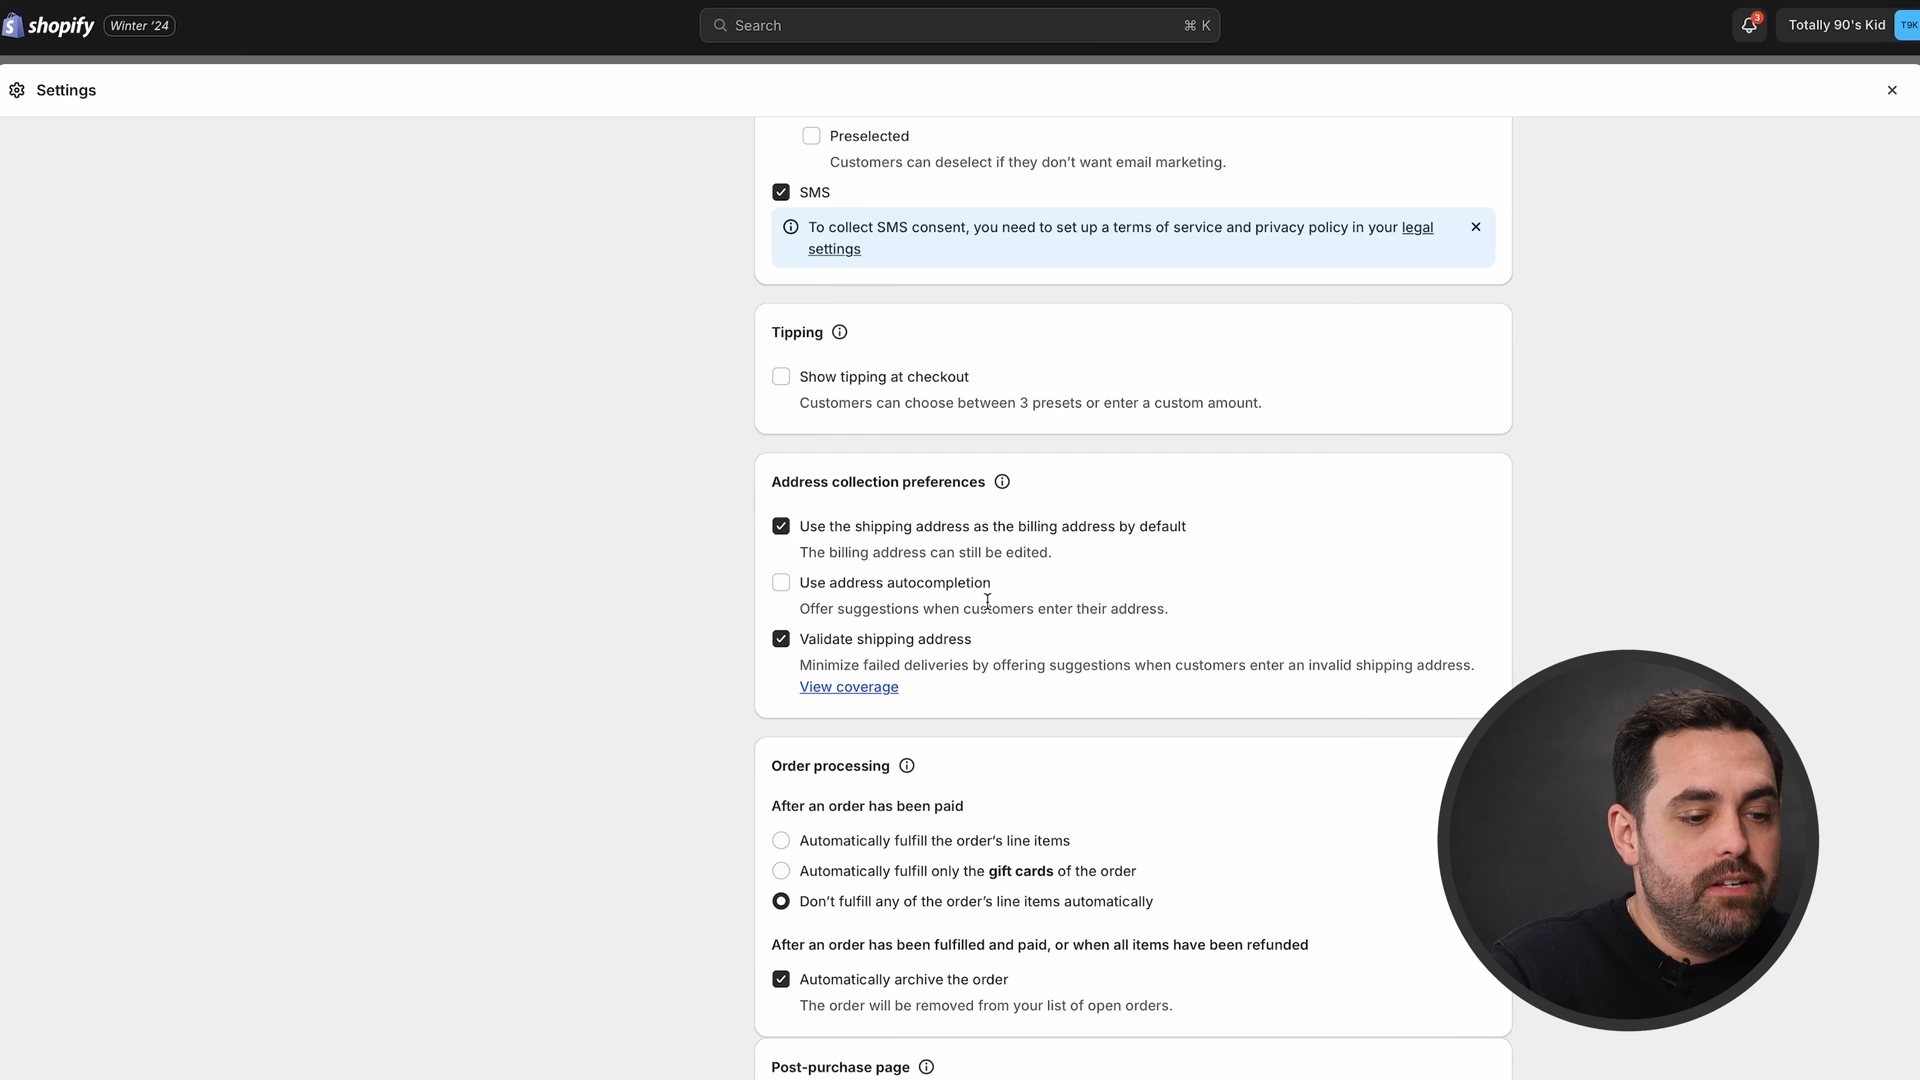 shopify Winter '24
Search ⌘ K
3
Totally 90's Kid T9K
Settings
Preselected
Customers can deselect if they don't want email marketing.
SMS
To collect SMS consent, you need to set up a terms of service and privacy policy in your legal
settings
Tipping
Show tipping at checkout
Customers can choose between 3 presets or enter a custom amount.
Address collection preferences
Use the shipping address as the billing address by default
The billing address can still be edited.
Use address autocompletion
Offer suggestions when customers enter their address.
Validate shipping address
Minimize failed deliveries by offering suggestions when customers enter an invalid shipping address.
View coverage
Order processing
After an order has been paid
Automatically fulfill the order's line items
Automatically fulfill only the gift cards of the order
Don't fulfill any of the order's line items automatically
After an order has been fulfilled and paid, or when all items have been refunded
Automatically archive the order
The order will be removed from your list of open orders.
Post-purchase page